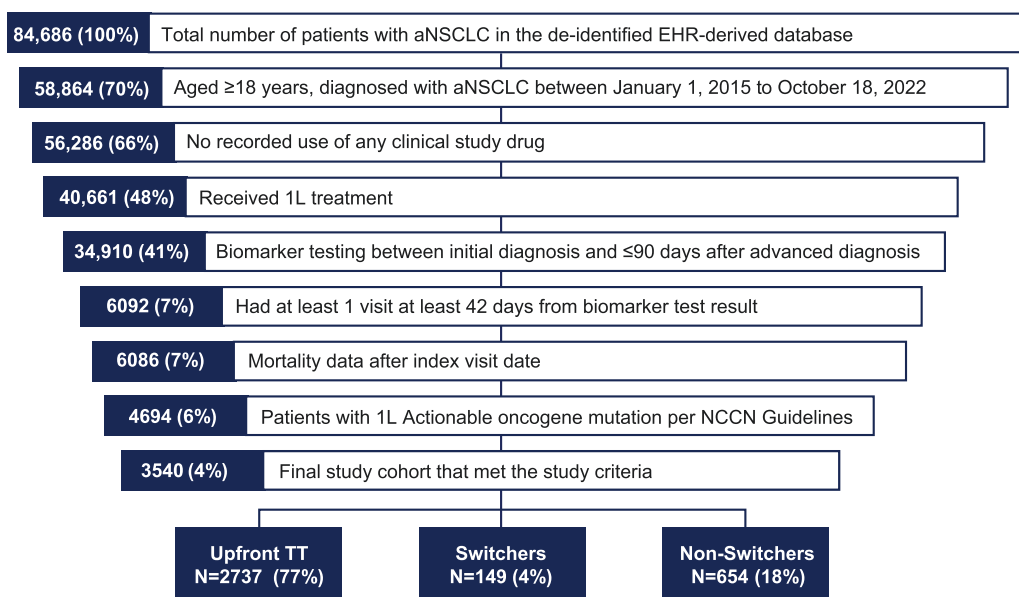 84,686 (100%) Total number of patients with aNSCLC in the de-identified EHR-derived database
58,864 (70%) Aged ≥18 years, diagnosed with aNSCLC between January 1, 2015 to October 18, 2022
56,286 (66%) No recorded use of any clinical study drug
40,661 (48%) Received 1L treatment
34,910 (41%) Biomarker testing between initial diagnosis and ≤90 days after advanced diagnosis
6092 (7%) Had at least 1 visit at least 42 days from biomarker test result
6086 (7%) Mortality data after index visit date
4694 (6%) Patients with 1L Actionable oncogene mutation per NCCN Guidelines
3540 (4%) Final study cohort that met the study criteria
Upfront TT
N=2737 (77%)
Switchers
N=149 (4%)
Non-Switchers
N=654 (18%)